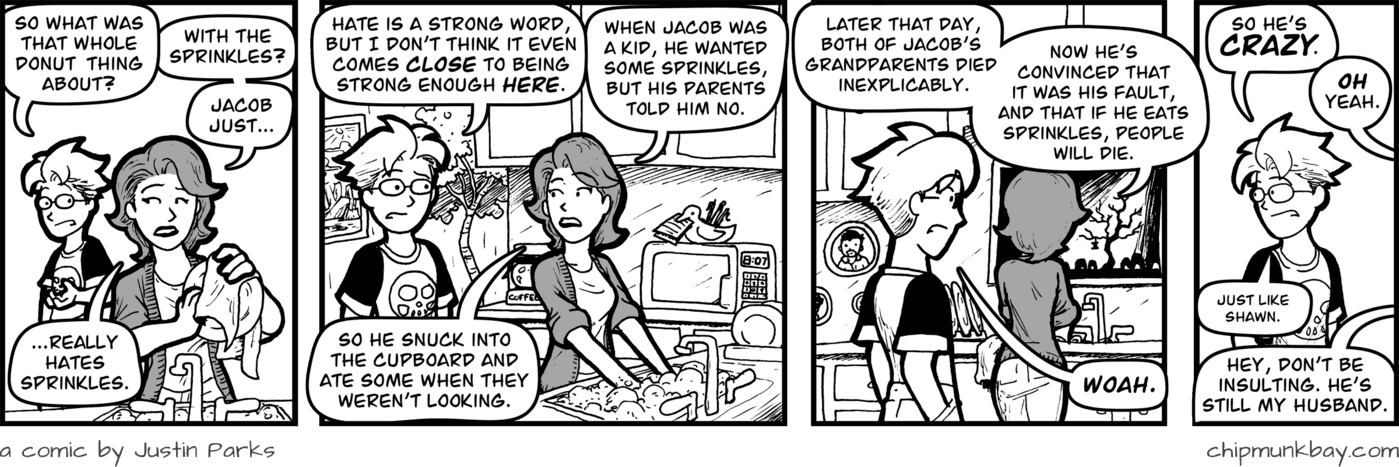 SO WHAT WAS
THAT WHOLE
DONUT THING
ABOUT?
WITH THE
SPRINKLES?
JACOB
JUST...
...REALLY
HATES
SPRINKLES.
HATE IS A STRONG WORD,
BUT I DON'T THINK IT EVEN
COMES CLOSE TO BEING
STRONG ENOUGH HERE.
WHEN JACOB WAS
A KID, HE WANTED
SOME SPRINKLES,
BUT HIS PARENTS
TOLD HIM NO.
8:07
COFFEE
SO HE SNUCK INTO
THE CUPBOARD AND
ATE SOME WHEN THEY
WEREN'T LOOKING.
LATER THAT DAY,
BOTH OF JACOB'S
GRANDPARENTS DIED
INEXPLICABLY.
NOW HE'S
CONVINCED THAT
IT WAS HIS FAULT,
AND THAT IF HE EATS
SPRINKLES, PEOPLE
WILL DIE.
WOAH.
SO HE'S
CRAZY.
OH
YEAH.
JUST LIKE
SHAWN.
HEY, DON'T BE
INSULTING. HE'S
STILL MY HUSBAND.
a comic by Justin Parks
chipmunkbay.com